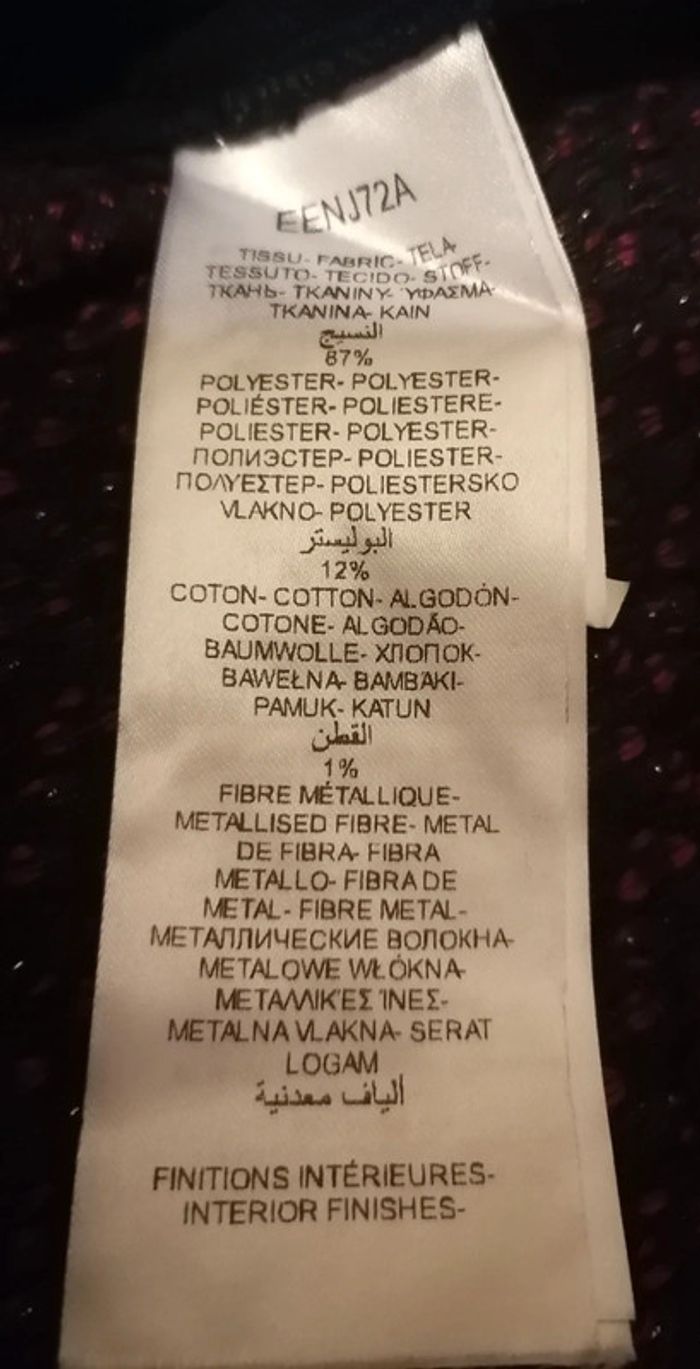 EENJ72A
TISSU- FABRIC- TELA
TESSUTO- TECIDO- STOFF-
ТКАНЬ- TKANINY- ΎΦΑΣΜΑ-
TKANINA- KAIN
النسيج
87%
POLYESTER- POLYESTER-
POLIÉSTER- POLIESTERE-
POLIESTER- POLYESTER-
ПОЛИЭСТЕР- POLIESTER-
ΠΟΛΥΕΣΤΕΡ- POLIESTERSKO
VLAKNO- POLYESTER
البوليستر
12%
COTON- COTTON- ALGODÓN-
COTONE- ALGODÃO-
BAUMWOLLE- ХЛОПОК-
BAWEŁNA- BAMBAKI-
PAMUK- KATUN
القطن
1%
FIBRE MÉTALLIQUE-
METALLISED FIBRE- METAL
DE FIBRA- FIBRA
METALLO- FIBRA DE
METAL- FIBRE METAL-
МЕТАЛЛИЧЕСКИЕ ВОЛОКНА-
METALOWE WŁÓKNA-
ΜΕΤΑΛΛΙΚΈΣ ΊΝΕΣ-
METALNA VLAKNA- SERAT
LOGAM
ألياف معدنية
FINITIONS INTÉRIEURES-
INTERIOR FINISHES-